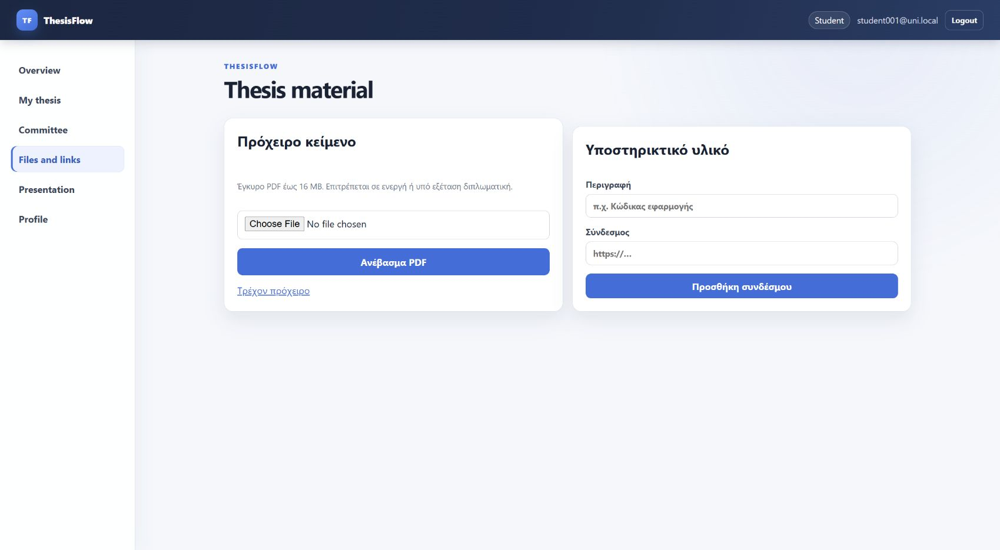 TF ThesisFlow
Student student001@uni.local Logout
Overview
My thesis
Committee
Files and links
Presentation
Profile
THESISFLOW
Thesis material
Πρόχειρο κείμενο
Έγκυρο PDF έως 16 MB. Επιτρέπεται σε ενεργή ή υπό εξέταση διπλωματική.
Choose File No file chosen
Ανέβασμα PDF
Τρέχον πρόχειρο
Υποστηρικτικό υλικό
Περιγραφή
π.χ. Κώδικας εφαρμογής
Σύνδεσμος
https://...
Προσθήκη συνδέσμου